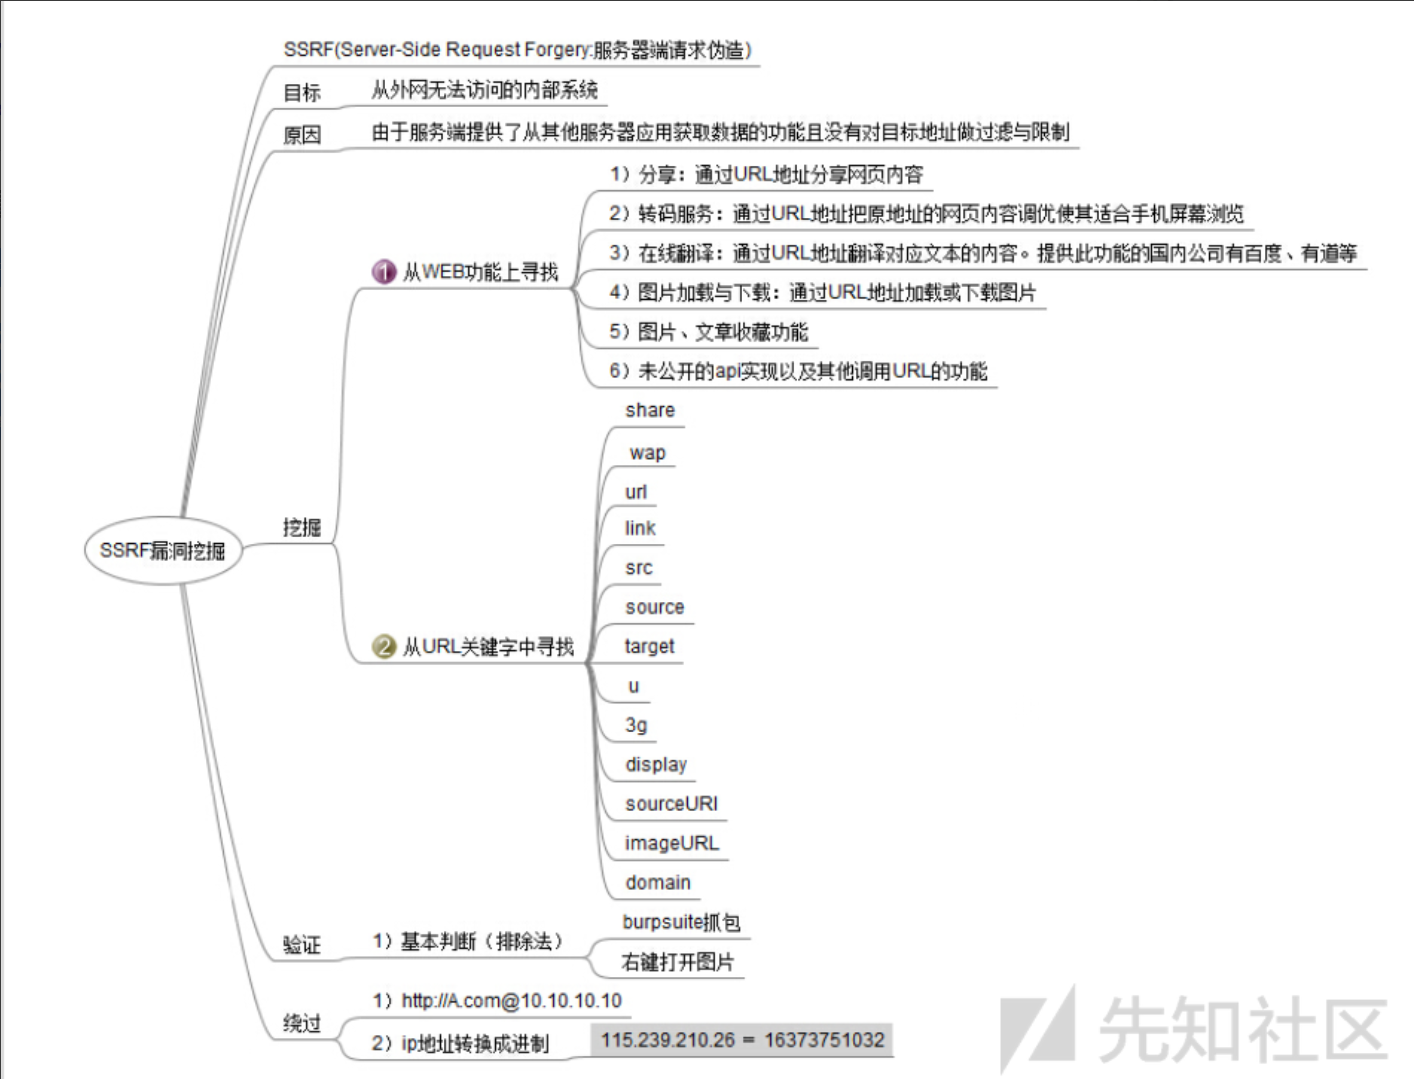 SSRF(Server-Side Request Forgery:服务器端请求伪造)
目标
从外网无法访问的内部系统
原因
由于服务端提供了从其他服务器应用获取数据的功能且没有对目标地址做过滤与限制
SSRF漏洞挖掘
挖掘
1 从WEB功能上寻找
1）分享：通过URL地址分享网页内容
2）转码服务：通过URL地址把原地址的网页内容调优使其适合手机屏幕浏览
3）在线翻译：通过URL地址翻译对应文本的内容。提供此功能的国内公司有百度、有道等
4）图片加载与下载：通过URL地址加载或下载图片
5）图片、文章收藏功能
6）未公开的api实现以及其他调用URL的功能
2 从URL关键字中寻找
share
wap
url
link
src
source
target
u
3g
display
sourceURI
imageURL
domain
验证
1）基本判断（排除法）
burpsuite抓包
右键打开图片
绕过
1）http://A.com@10.10.10.10
2）ip地址转换成进制
115.239.210.26 = 16373751032
先知社区